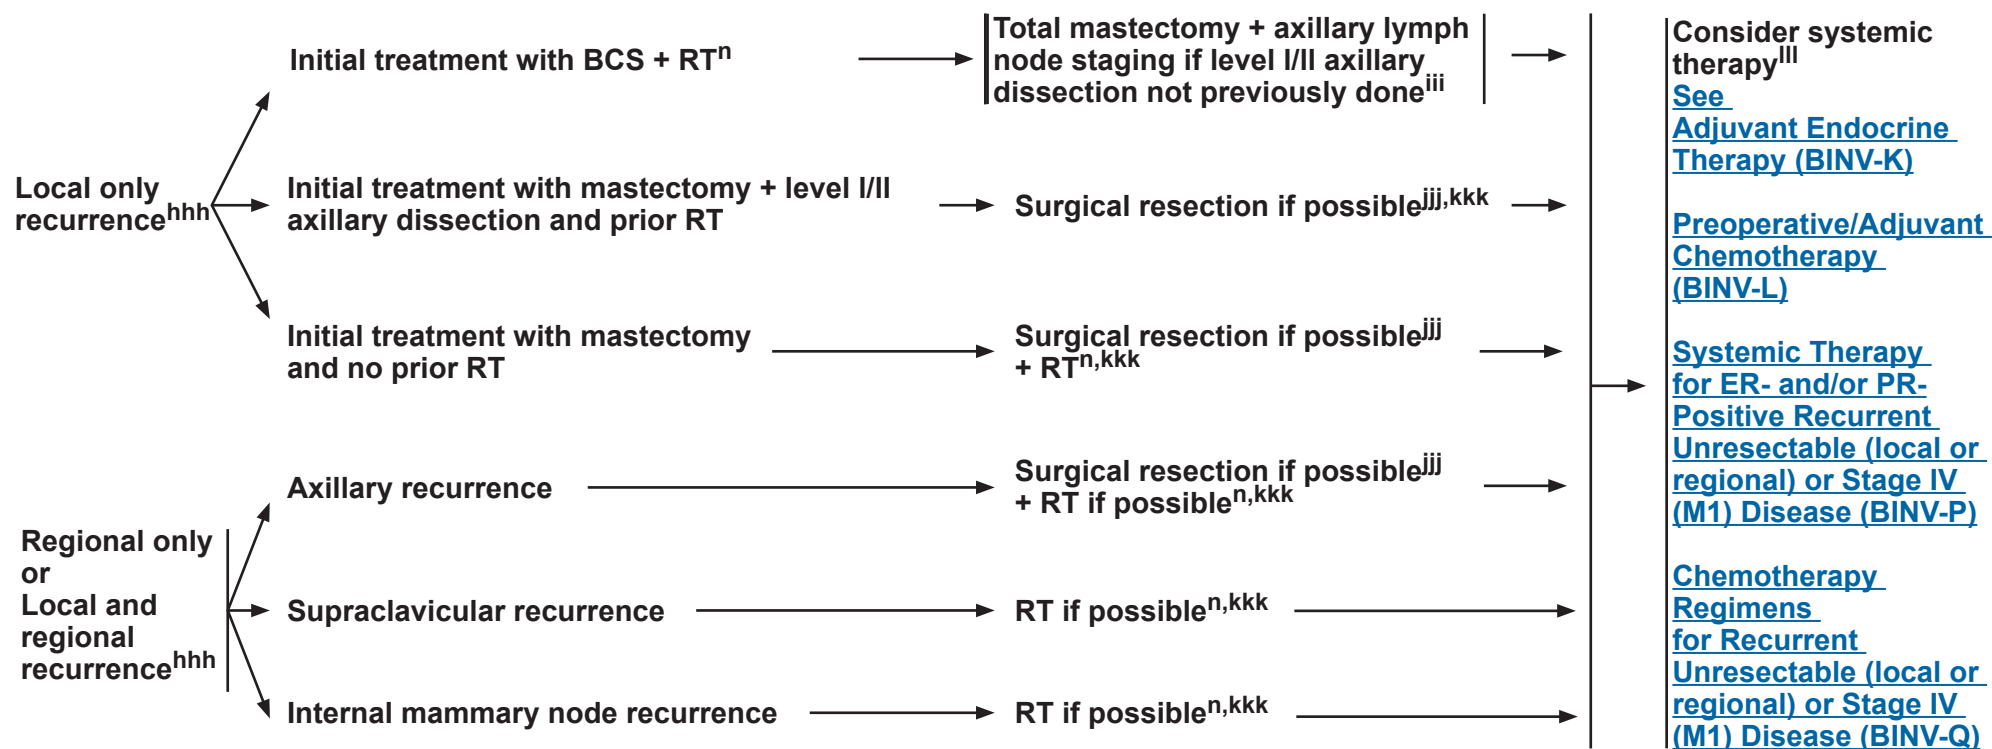 Initial treatment with BCS + RTⁿ
Total mastectomy + axillary lymph
node staging if level I/II axillary
dissection not previously doneⁱⁱⁱ
Local only
recurrenceʰʰʰ
Initial treatment with mastectomy + level I/II
axillary dissection and prior RT
Surgical resection if possibleʲʲʲ,ᵏᵏᵏ
Initial treatment with mastectomy
and no prior RT
Surgical resection if possibleʲʲʲ
+ RTⁿ,ᵏᵏᵏ
Axillary recurrence
Surgical resection if possibleʲʲʲ
+ RT if possibleⁿ,ᵏᵏᵏ
Regional only
or
Local and
regional
recurrenceʰʰʰ
Supraclavicular recurrence
RT if possibleⁿ,ᵏᵏᵏ
Internal mammary node recurrence
RT if possibleⁿ,ᵏᵏᵏ
Consider systemic
therapyˡˡˡ
See
Adjuvant Endocrine
Therapy (BINV-K)
Preoperative/Adjuvant
Chemotherapy
(BINV-L)
Systemic Therapy
for ER- and/or PR-
Positive Recurrent
Unresectable (local or
regional) or Stage IV
(M1) Disease (BINV-P)
Chemotherapy
Regimens
for Recurrent
Unresectable (local or
regional) or Stage IV
(M1) Disease (BINV-Q)